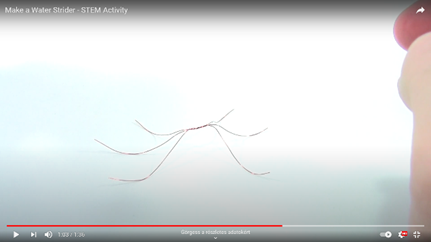 Make a Water Strider - STEM Activity
Görgess a részletes adatokért
1:03 / 1:36